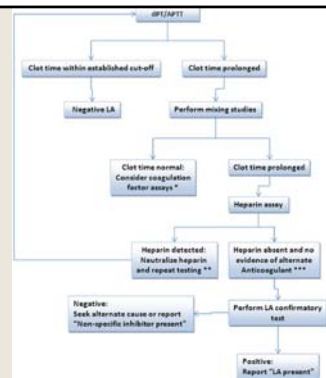 dPT/APTT
Clot time within established cut-off
Clot time prolonged
Negative LA
Perform mixing studies
Clot time normal:
Consider coagulation
factor assays *
Clot time prolonged
Heparin assay
Heparin detected:
Neutralize heparin
and repeat testing **
Heparin absent and no
evidence of alternate
Anticoagulant ***
Negative:
Seek alternate cause or report
"Non-specific inhibitor present"
Perform LA confirmatory
test
Positive:
Report "LA present"